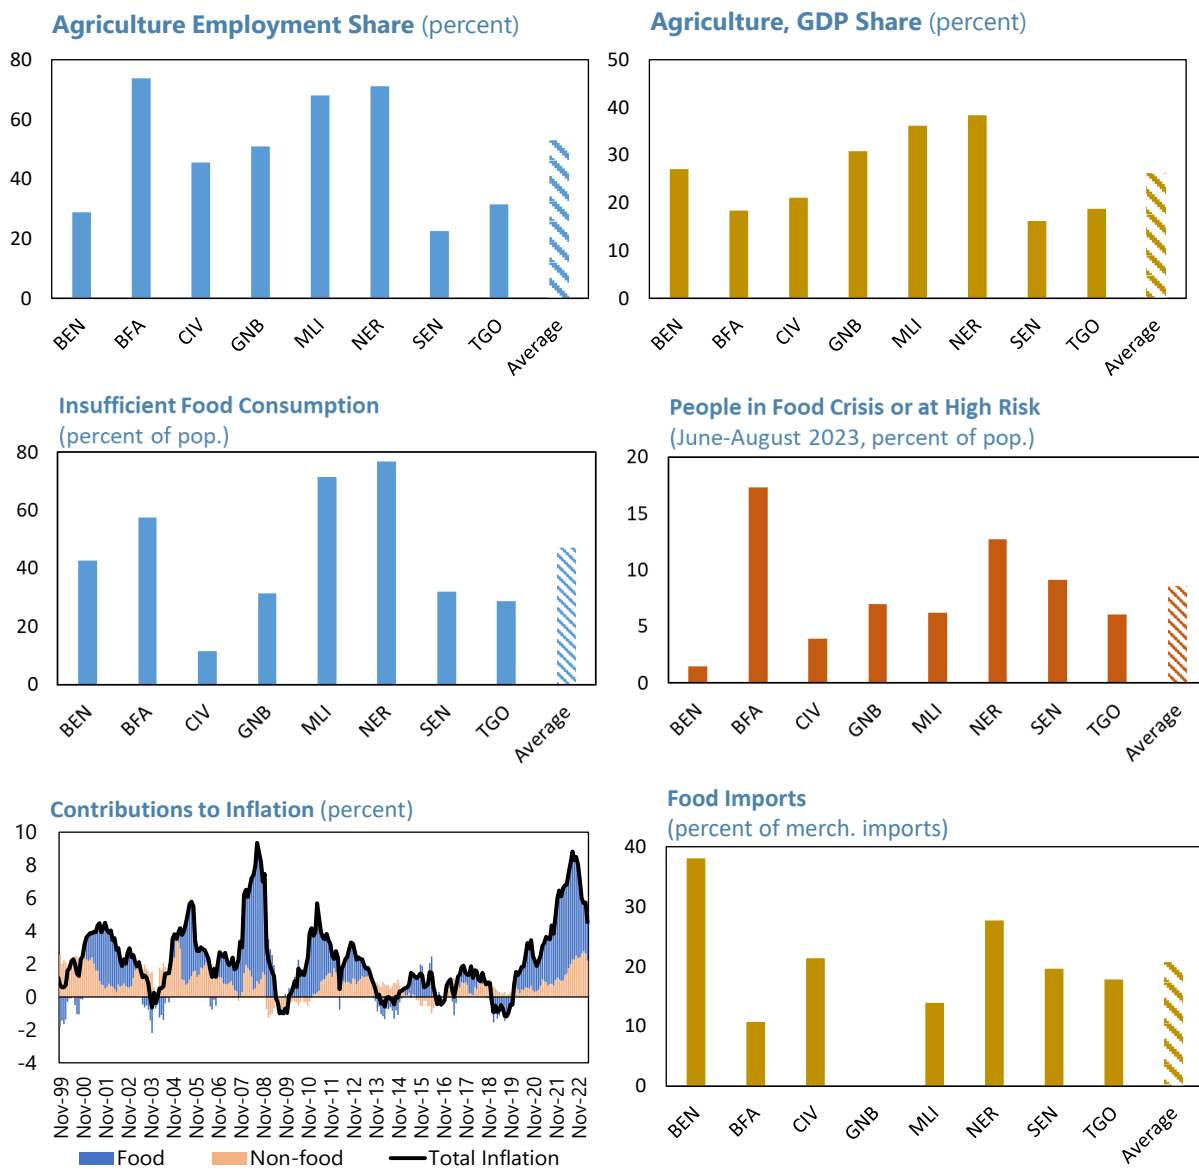 Agriculture Employment Share (percent)
80
60
40
20
0
BEN
BFA
CIV
GNB
MLI
NER
SEN
TGO
Average
Agriculture, GDP Share (percent)
50
40
30
20
10
0
BEN
BFA
CIV
GNB
MLI
NER
SEN
TGO
Average
Insufficient Food Consumption
(percent of pop.)
80
60
40
20
0
BEN
BFA
CIV
GNB
MLI
NER
SEN
TGO
Average
People in Food Crisis or at High Risk
(June-August 2023, percent of pop.)
20
15
10
5
0
BEN
BFA
CIV
GNB
MLI
NER
SEN
TGO
Average
Contributions to Inflation (percent)
10
8
6
4
2
0
-2
-4
Nov-99
Nov-00
Nov-01
Nov-02
Nov-03
Nov-04
Nov-05
Nov-06
Nov-07
Nov-08
Nov-09
Nov-10
Nov-11
Nov-12
Nov-13
Nov-14
Nov-15
Nov-16
Nov-17
Nov-18
Nov-19
Nov-20
Nov-21
Nov-22
Food
Non-food
Total Inflation
Food Imports
(percent of merch. imports)
40
30
20
10
0
BEN
BFA
CIV
GNB
MLI
NER
SEN
TGO
Average